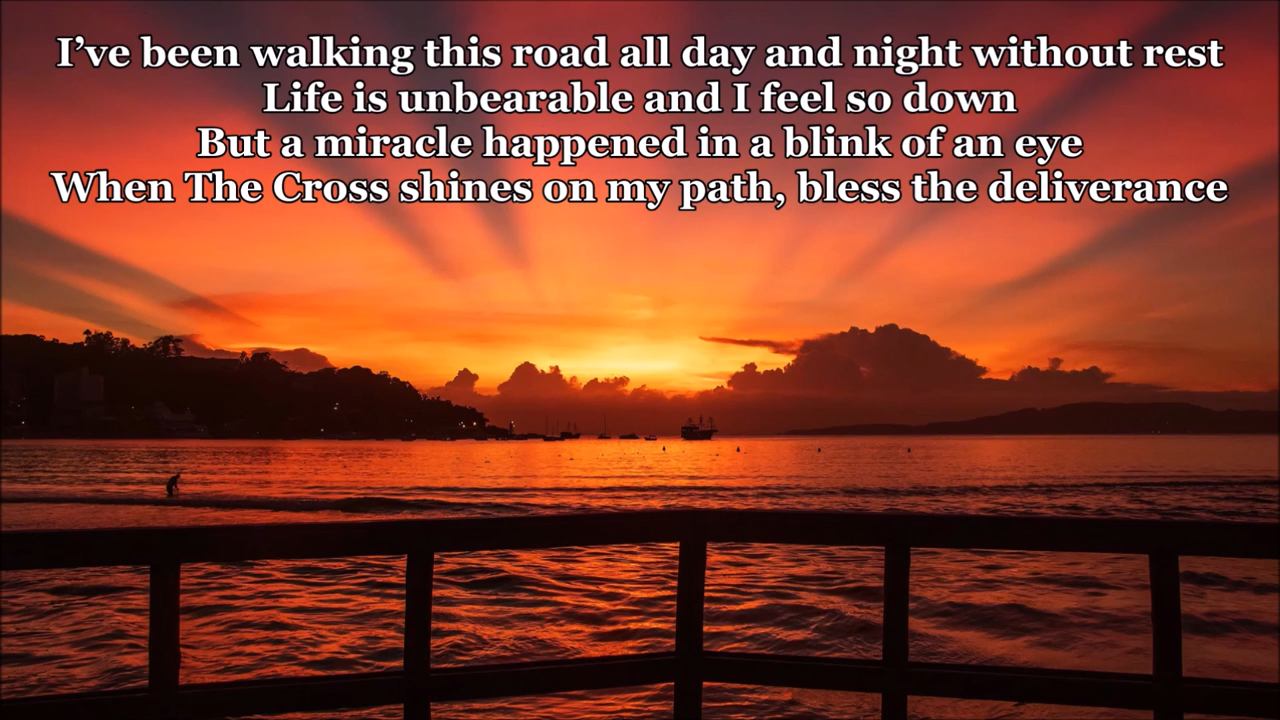 I’ve been walking this road all day and night without rest
Life is unbearable and I feel so down
But a miracle happened in a blink of an eye
When The Cross shines on my path, bless the deliverance